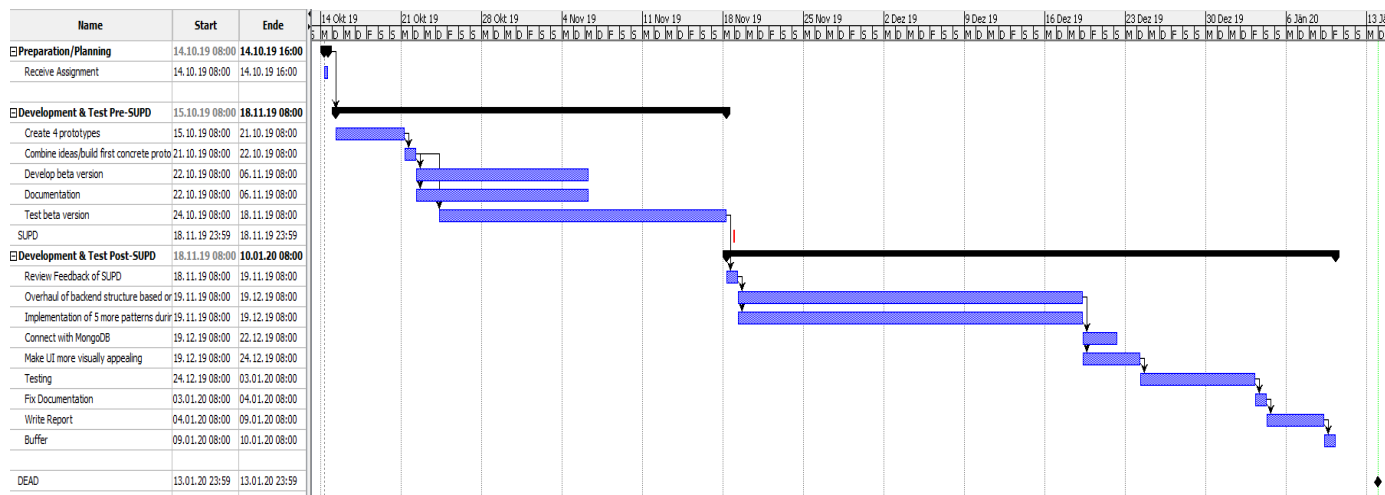 Name Start Ende
14 Okt 19 21 Okt 19 28 Okt 19 4 Nov 19 11 Nov 19 18 Nov 19 25 Nov 19 2 Dez 19 9 Dez 19 16 Dez 19 23 Dez 19 30 Dez 19 6 Jän 20 13 Jä
S M D M D F S S M D M D F S S M D M D F S S M D M D F S S M D M D F S S M D M D F S S M D M D F S S M D M D F S S M D M D F S S M D M D F S S M D M D F S S M D M D F S S M D M D F S S M D
Preparation/Planning 14.10.19 08:00 14.10.19 16:00
Receive Assignment 14.10.19 08:00 14.10.19 16:00
Development & Test Pre-SUPD 15.10.19 08:00 18.11.19 08:00
Create 4 prototypes 15.10.19 08:00 21.10.19 08:00
Combine ideas/build first concrete proto 21.10.19 08:00 22.10.19 08:00
Develop beta version 22.10.19 08:00 06.11.19 08:00
Documentation 22.10.19 08:00 06.11.19 08:00
Test beta version 24.10.19 08:00 18.11.19 08:00
SUPD 18.11.19 23:59 18.11.19 23:59
Development & Test Post-SUPD 18.11.19 08:00 10.01.20 08:00
Review Feedback of SUPD 18.11.19 08:00 19.11.19 08:00
Overhaul of backend structure based or 19.11.19 08:00 19.12.19 08:00
Implementation of 5 more patterns durir 19.11.19 08:00 19.12.19 08:00
Connect with MongoDB 19.12.19 08:00 22.12.19 08:00
Make UI more visually appealing 19.12.19 08:00 24.12.19 08:00
Testing 24.12.19 08:00 03.01.20 08:00
Fix Documentation 03.01.20 08:00 04.01.20 08:00
Write Report 04.01.20 08:00 09.01.20 08:00
Buffer 09.01.20 08:00 10.01.20 08:00
DEAD 13.01.20 23:59 13.01.20 23:59